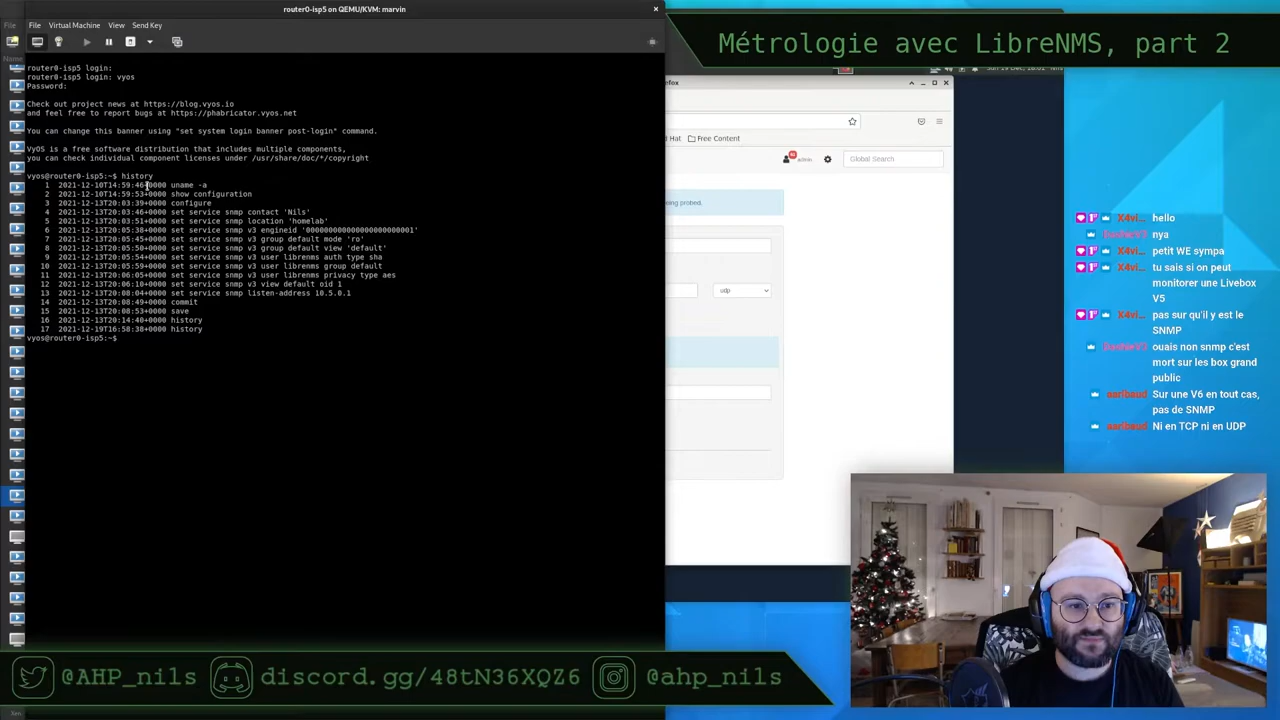 router0-isp5 on QEMU/KVM: marvin
Métrologie avec LibreNMS, part 2
File
File Virtual Machine View Send Key
Name
router0-isp5 login:
router0-isp5 login: vyos
Password:
Check out project news at https://blog.vyos.io
and feel free to report bugs at https://phabricator.vyos.net
You can change this banner using "set system login banner post-login" command.
VyOS is a free software distribution that includes multiple components,
you can check individual component licenses under /usr/share/doc/*/copyright
vyos@router0-isp5:~$ history
1 2021-12-10T14:59:46+0000 uname -a
2 2021-12-10T14:59:53+0000 show configuration
3 2021-12-13T20:03:39+0000 configure
4 2021-12-13T20:03:46+0000 set service snmp contact 'Nils'
5 2021-12-13T20:03:51+0000 set service snmp location 'homelab'
6 2021-12-13T20:05:38+0000 set service snmp v3 engineid '000000000000000000000001'
7 2021-12-13T20:05:45+0000 set service snmp v3 group default mode 'ro'
8 2021-12-13T20:05:50+0000 set service snmp v3 group default view 'default'
9 2021-12-13T20:05:54+0000 set service snmp v3 user librenms auth type sha
10 2021-12-13T20:05:59+0000 set service snmp v3 user librenms group default
11 2021-12-13T20:06:05+0000 set service snmp v3 user librenms privacy type aes
12 2021-12-13T20:06:10+0000 set service snmp v3 view default oid 1
13 2021-12-13T20:08:04+0000 set service snmp listen-address 10.5.0.1
14 2021-12-13T20:08:49+0000 commit
15 2021-12-13T20:08:53+0000 save
16 2021-12-13T20:14:40+0000 history
17 2021-12-19T16:58:38+0000 history
vyos@router0-isp5:~$
efox
Hat Free Content
admin
Global Search
ing probed.
udp
X4vi... hello
nya
X4vi... petit WE sympa
X4vi... tu sais si on peut
monitorer une Livebox
V5
X4vi... pas sur qu'il y est le
SNMP
ouais non snmp c'est
mort sur les box grand
public
aaribaud Sur une V6 en tout cas,
pas de SNMP
aaribaud Ni en TCP ni en UDP
@AHP_nils discord.gg/48tN36XQZ6 @ahp_nils